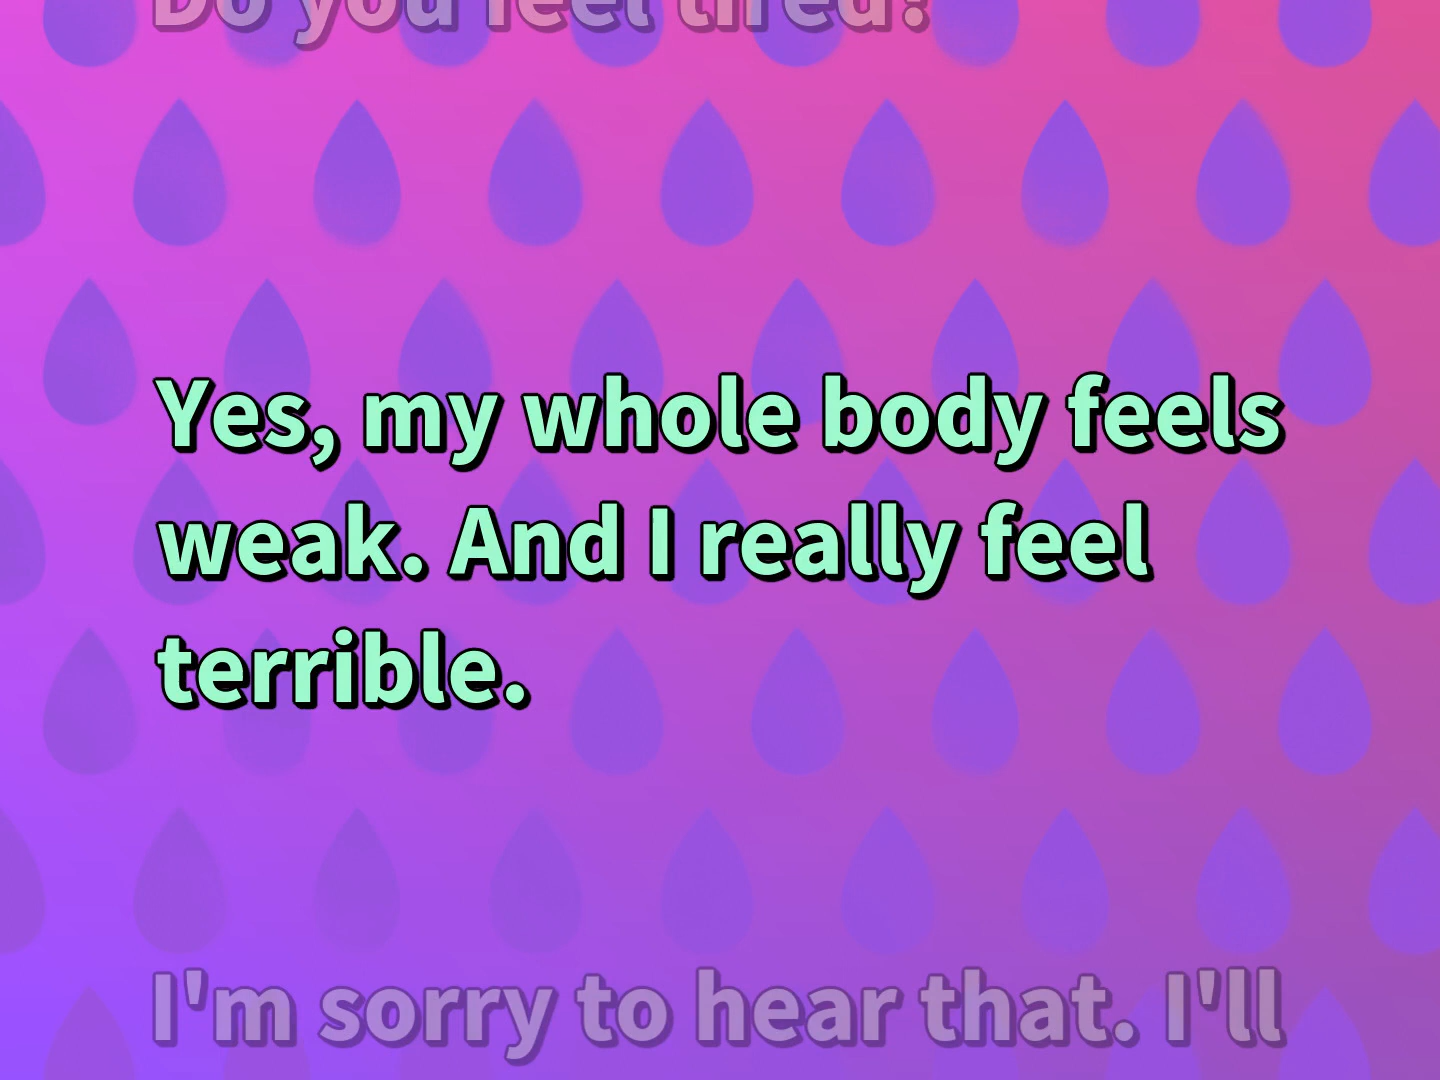 Do you feel tired?
Yes, my whole body feels
weak. And I really feel
terrible.
I'm sorry to hear that. I'll